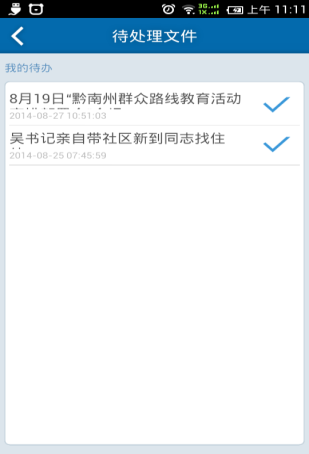 3G
1X
上午 11:11
待处理文件
我的待办
8月19日“黔南州群众路线教育活动
2014-08-27 10:51:03
吴书记亲自带社区新到同志找住
2014-08-25 07:45:59